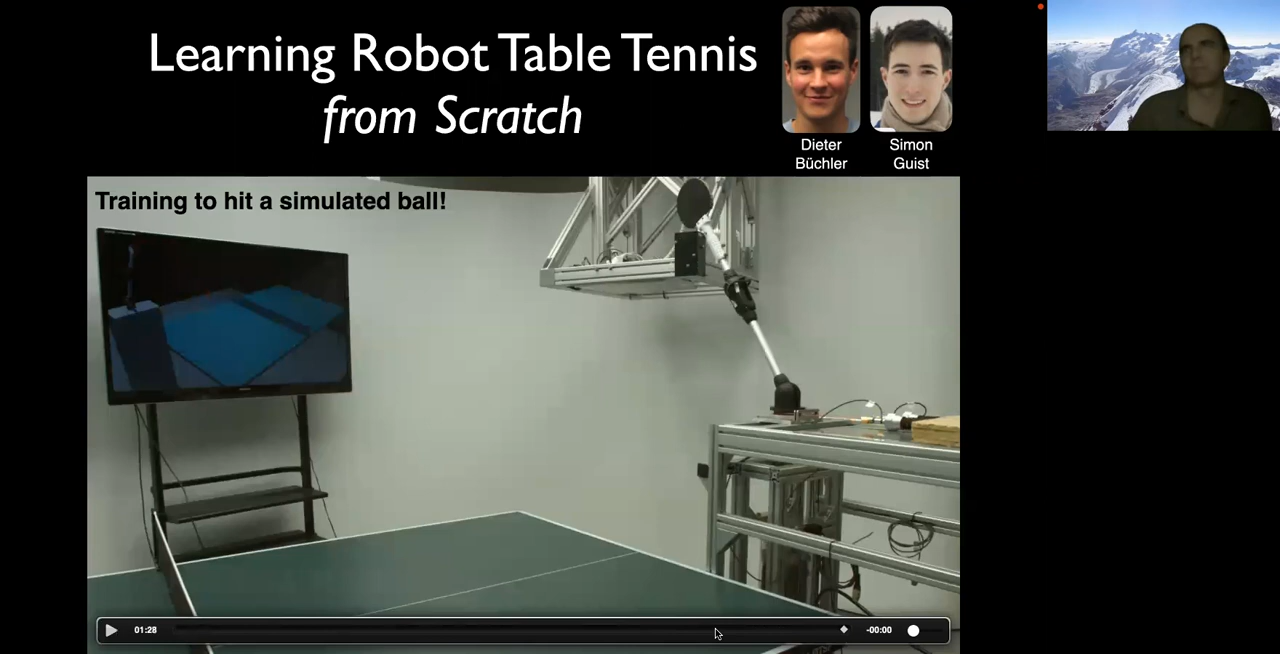 Learning Robot Table Tennis
from Scratch
Dieter
Büchler
Simon
Guist
Training to hit a simulated ball!
01:28
-00:00